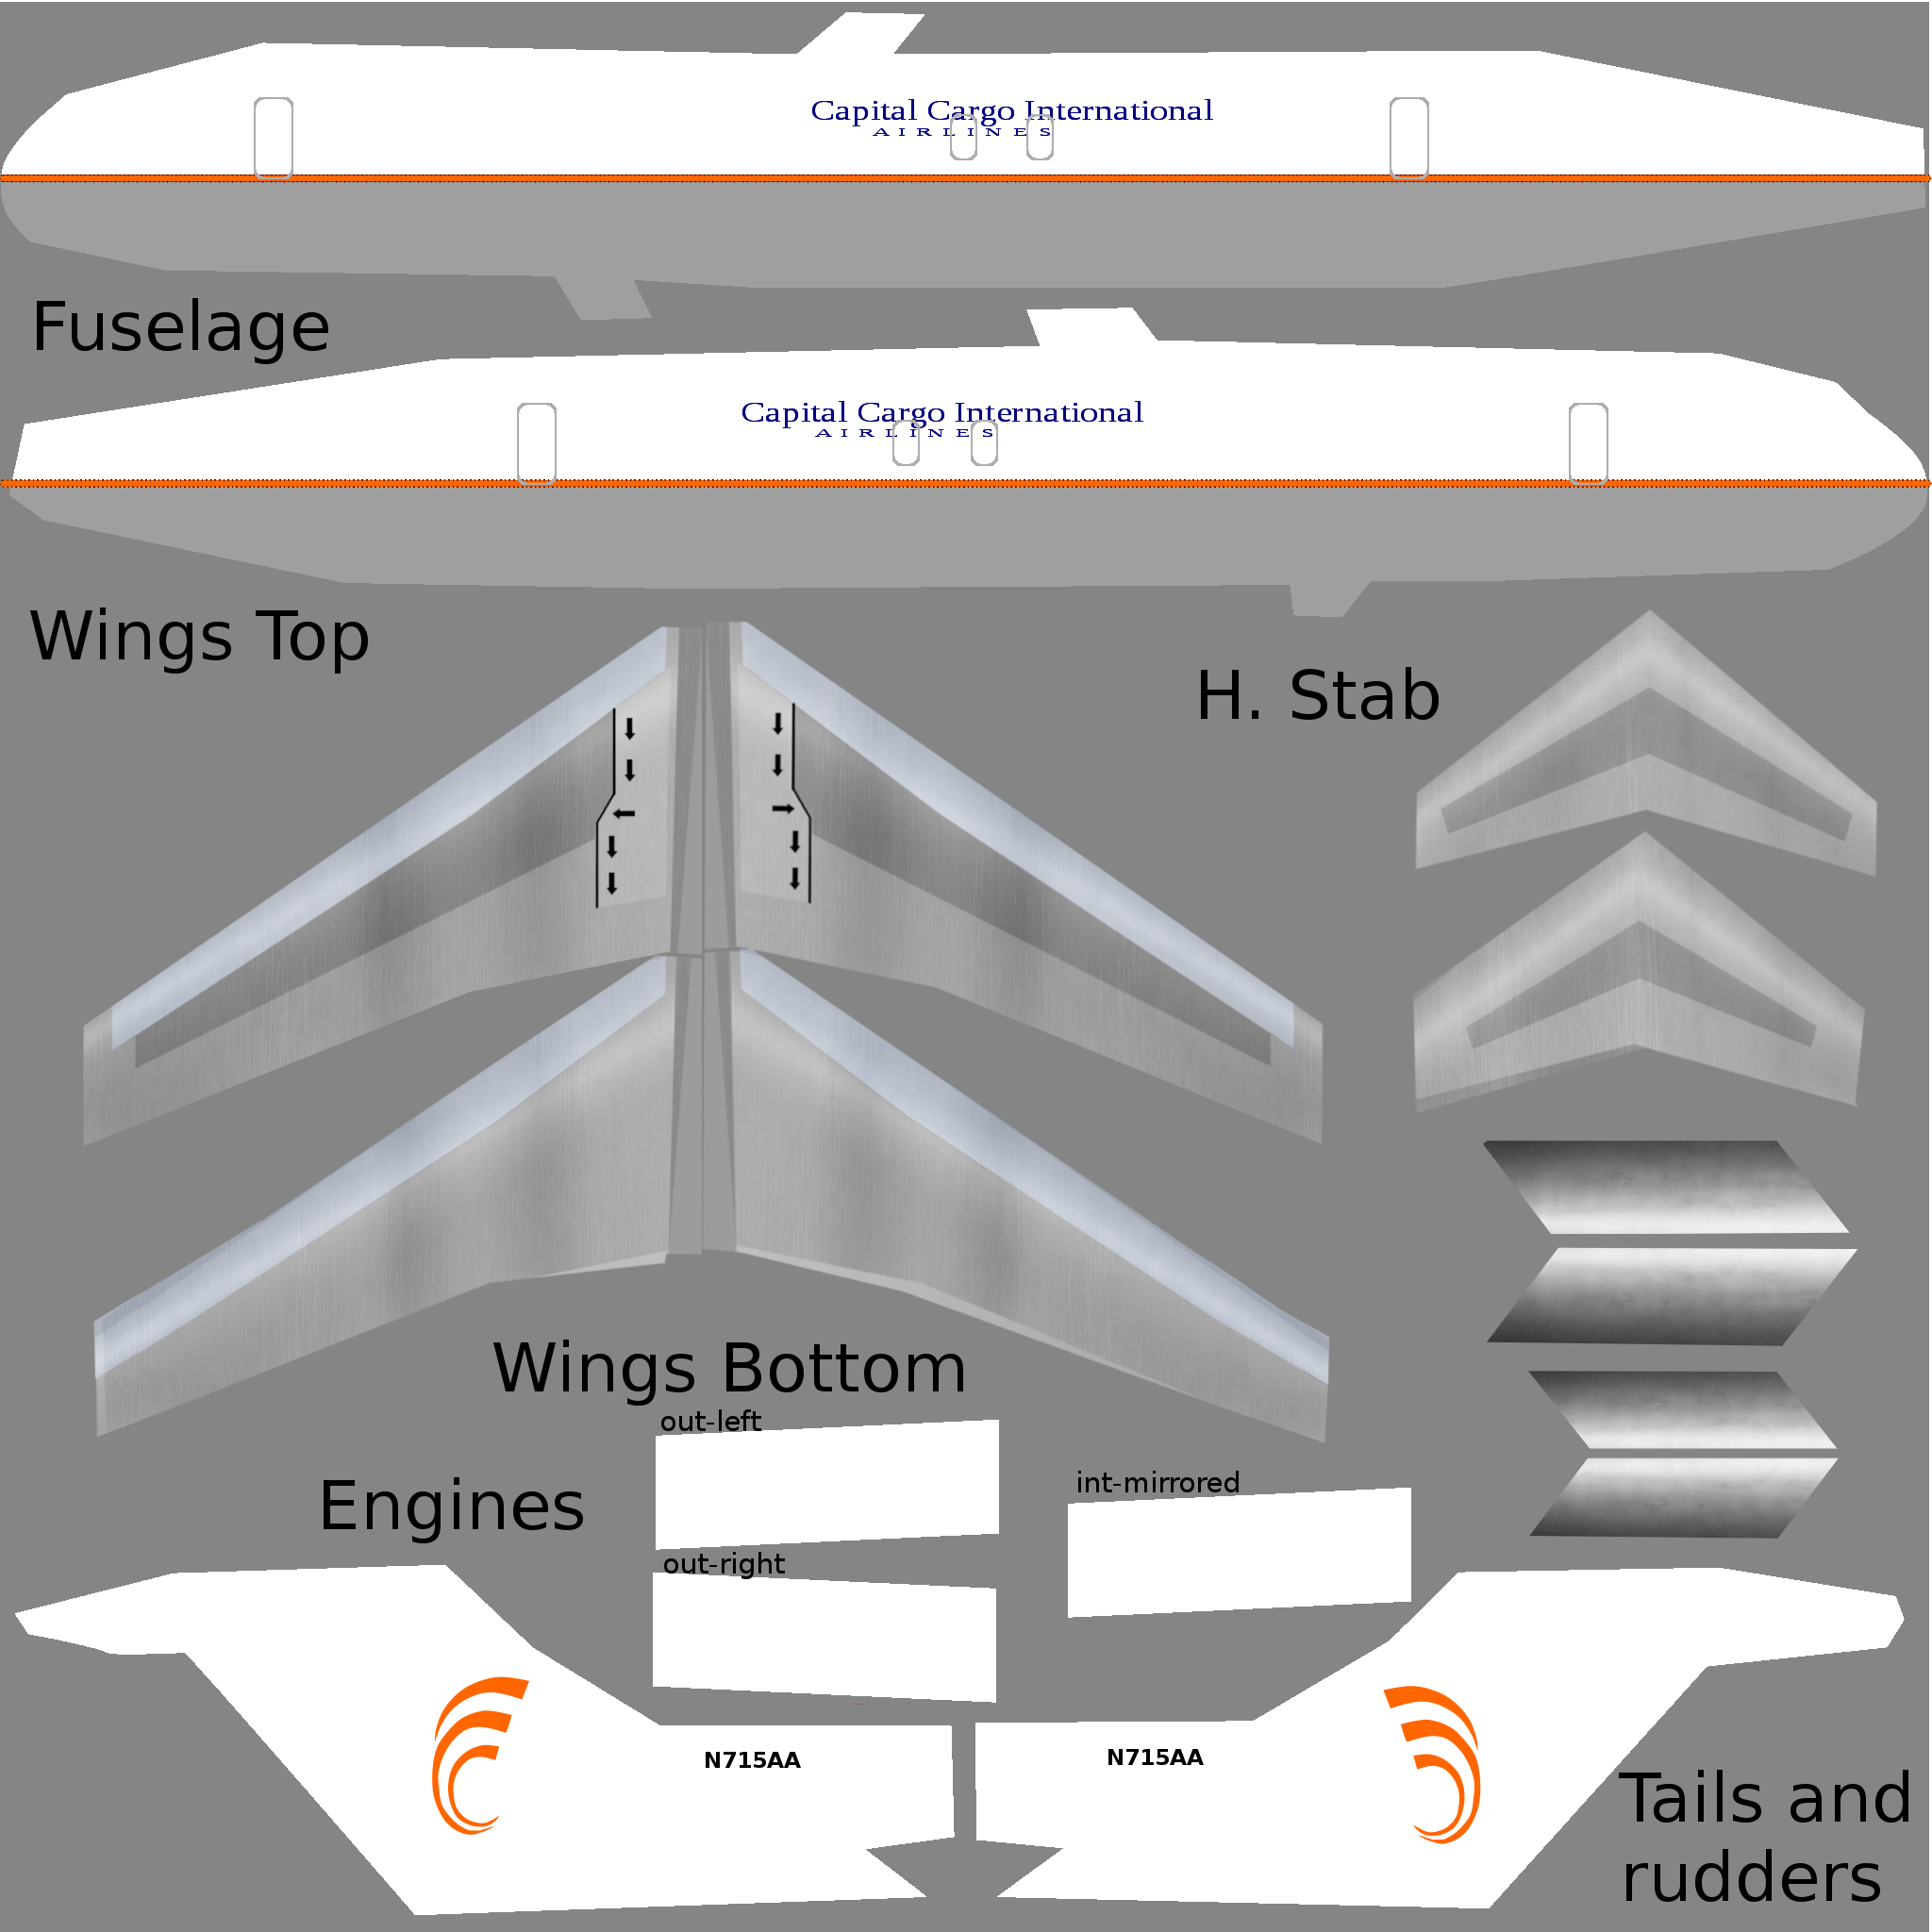 Capital Cargo International
AIRLINES
Fuselage
Capital Cargo International
AIRLINES
Wings Top
H. Stab
Wings Bottom
out-left
Engines
int-mirrored
out-right
N715AA
N715AA
Tails and
rudders